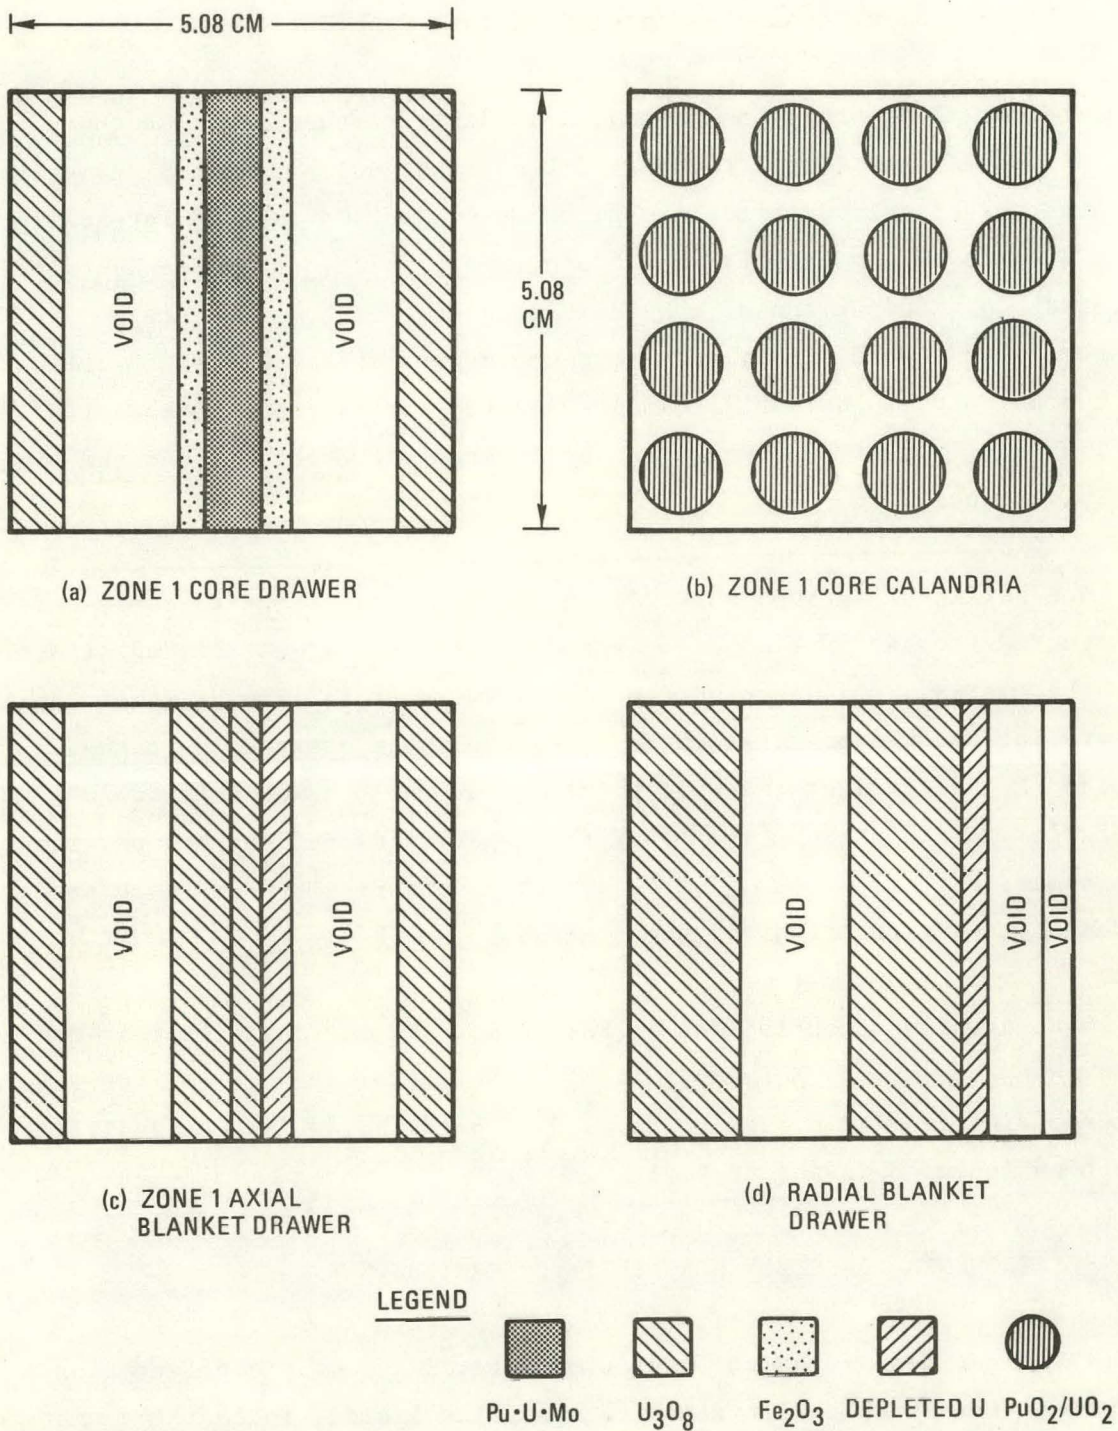 5.08 CM
VOID
VOID
5.08
CM
(a) ZONE 1 CORE DRAWER
(b) ZONE 1 CORE CALANDRIA
VOID
VOID
VOID
VOID
VOID
(c) ZONE 1 AXIAL
BLANKET DRAWER
(d) RADIAL BLANKET
DRAWER
LEGEND
Pu•U•Mo
U₃O₈
Fe₂O₃
DEPLETED U
PuO₂/UO₂